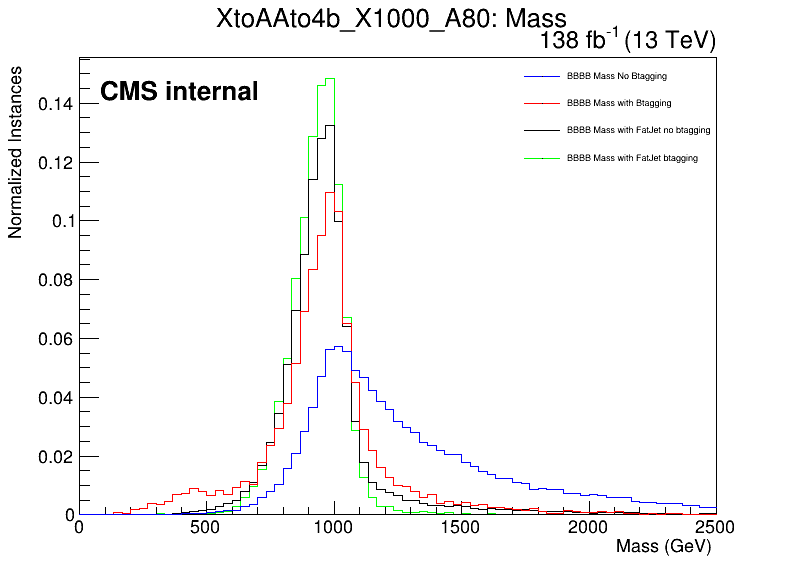 XtoAAto4b_X1000_A80: Mass
138 fb-1 (13 TeV)
CMS internal
BBBB Mass No Btagging
BBBB Mass with Btagging
BBBB Mass with FatJet no btagging
BBBB Mass with FatJet btagging
Normalized Instances
0.14
0.12
0.1
0.08
0.06
0.04
0.02
0
0 500 1000 1500 2000 2500
Mass (GeV)